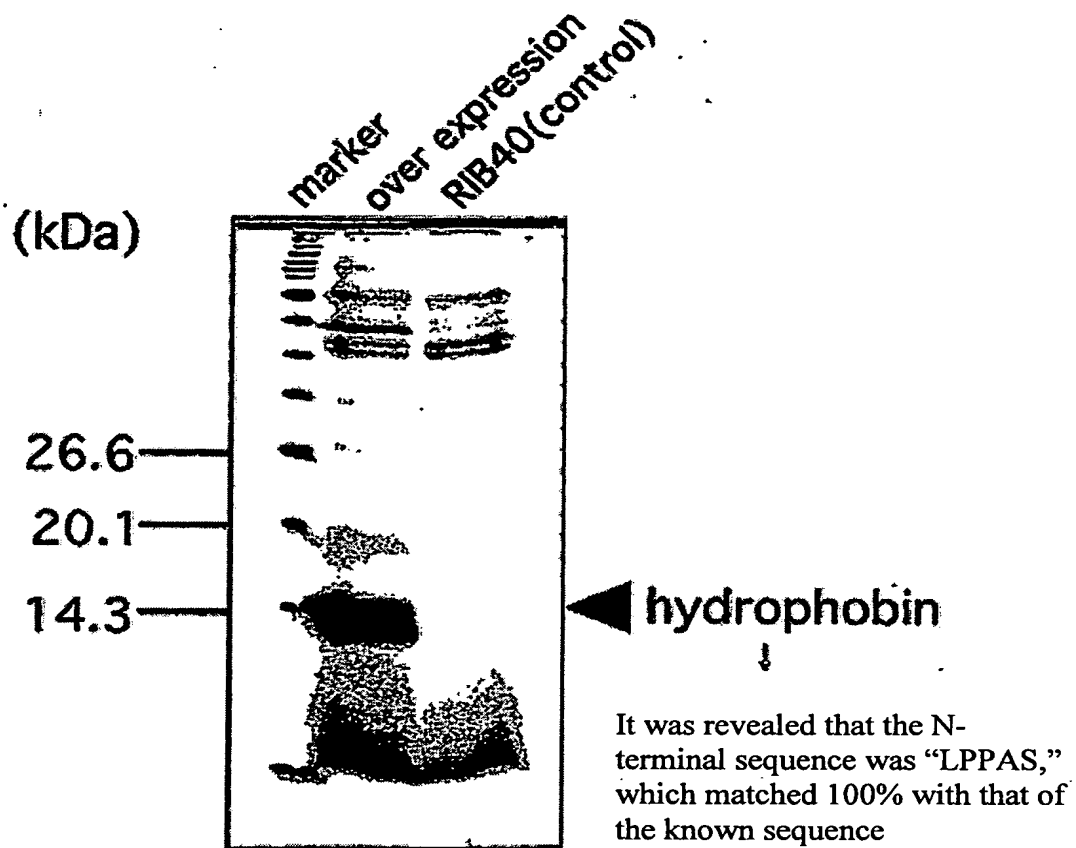 marker
over expression
RIB40(control)
(kDa)
26.6
20.1
14.3
hydrophobin
It was revealed that the N-
terminal sequence was “LPPAS,”
which matched 100% with that of
the known sequence